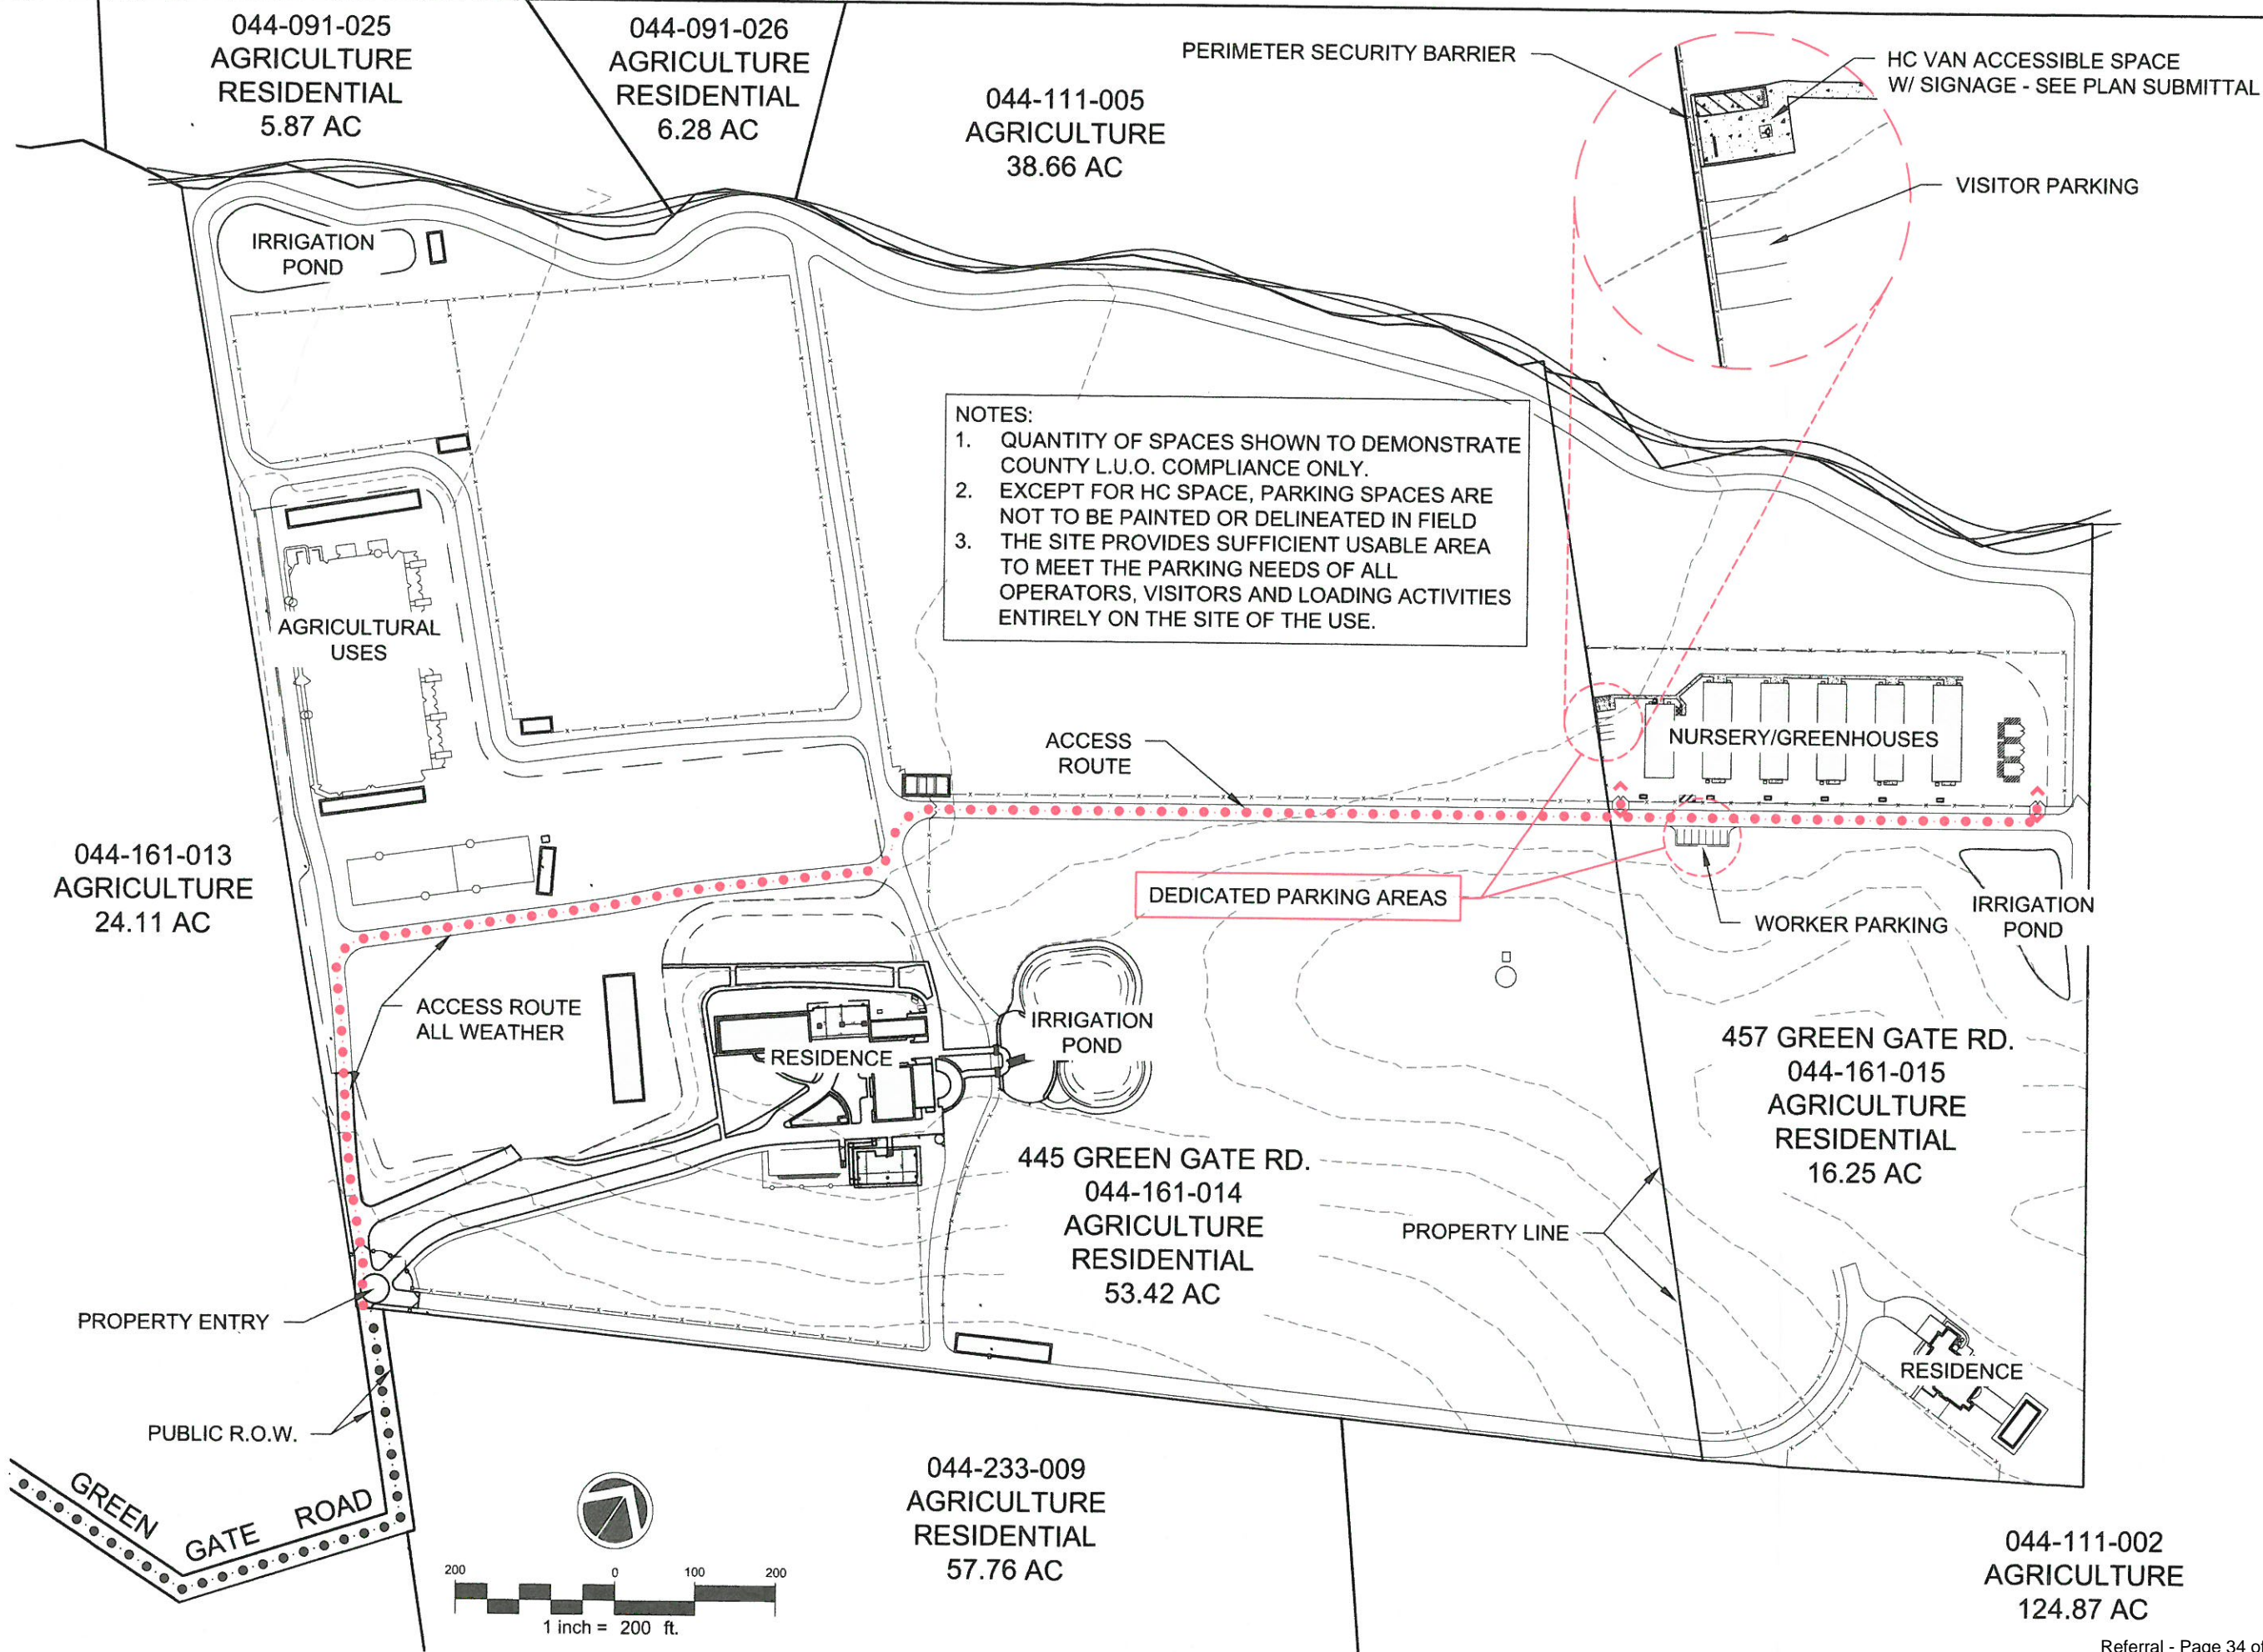 044-091-025
AGRICULTURE
RESIDENTIAL
5.87 AC
044-091-026
AGRICULTURE
RESIDENTIAL
6.28 AC
044-111-005
AGRICULTURE
38.66 AC
PERIMETER SECURITY BARRIER
HC VAN ACCESSIBLE SPACE
W/ SIGNAGE - SEE PLAN SUBMITTAL
VISITOR PARKING
IRRIGATION
POND
NOTES:
1. QUANTITY OF SPACES SHOWN TO DEMONSTRATE
COUNTY L.U.O. COMPLIANCE ONLY.
2. EXCEPT FOR HC SPACE, PARKING SPACES ARE
NOT TO BE PAINTED OR DELINEATED IN FIELD
3. THE SITE PROVIDES SUFFICIENT USABLE AREA
TO MEET THE PARKING NEEDS OF ALL
OPERATORS, VISITORS AND LOADING ACTIVITIES
ENTIRELY ON THE SITE OF THE USE.
AGRICULTURAL
USES
ACCESS
ROUTE
NURSERY/GREENHOUSES
044-161-013
AGRICULTURE
24.11 AC
DEDICATED PARKING AREAS
WORKER PARKING
IRRIGATION
POND
ACCESS ROUTE
ALL WEATHER
RESIDENCE
IRRIGATION
POND
457 GREEN GATE RD.
044-161-015
AGRICULTURE
RESIDENTIAL
16.25 AC
445 GREEN GATE RD.
044-161-014
AGRICULTURE
RESIDENTIAL
53.42 AC
PROPERTY LINE
PROPERTY ENTRY
RESIDENCE
PUBLIC R.O.W.
GREEN GATE ROAD
044-233-009
AGRICULTURE
RESIDENTIAL
57.76 AC
200 0 100 200
1 inch = 200 ft.
044-111-002
AGRICULTURE
124.87 AC
Referral - Page 34 of